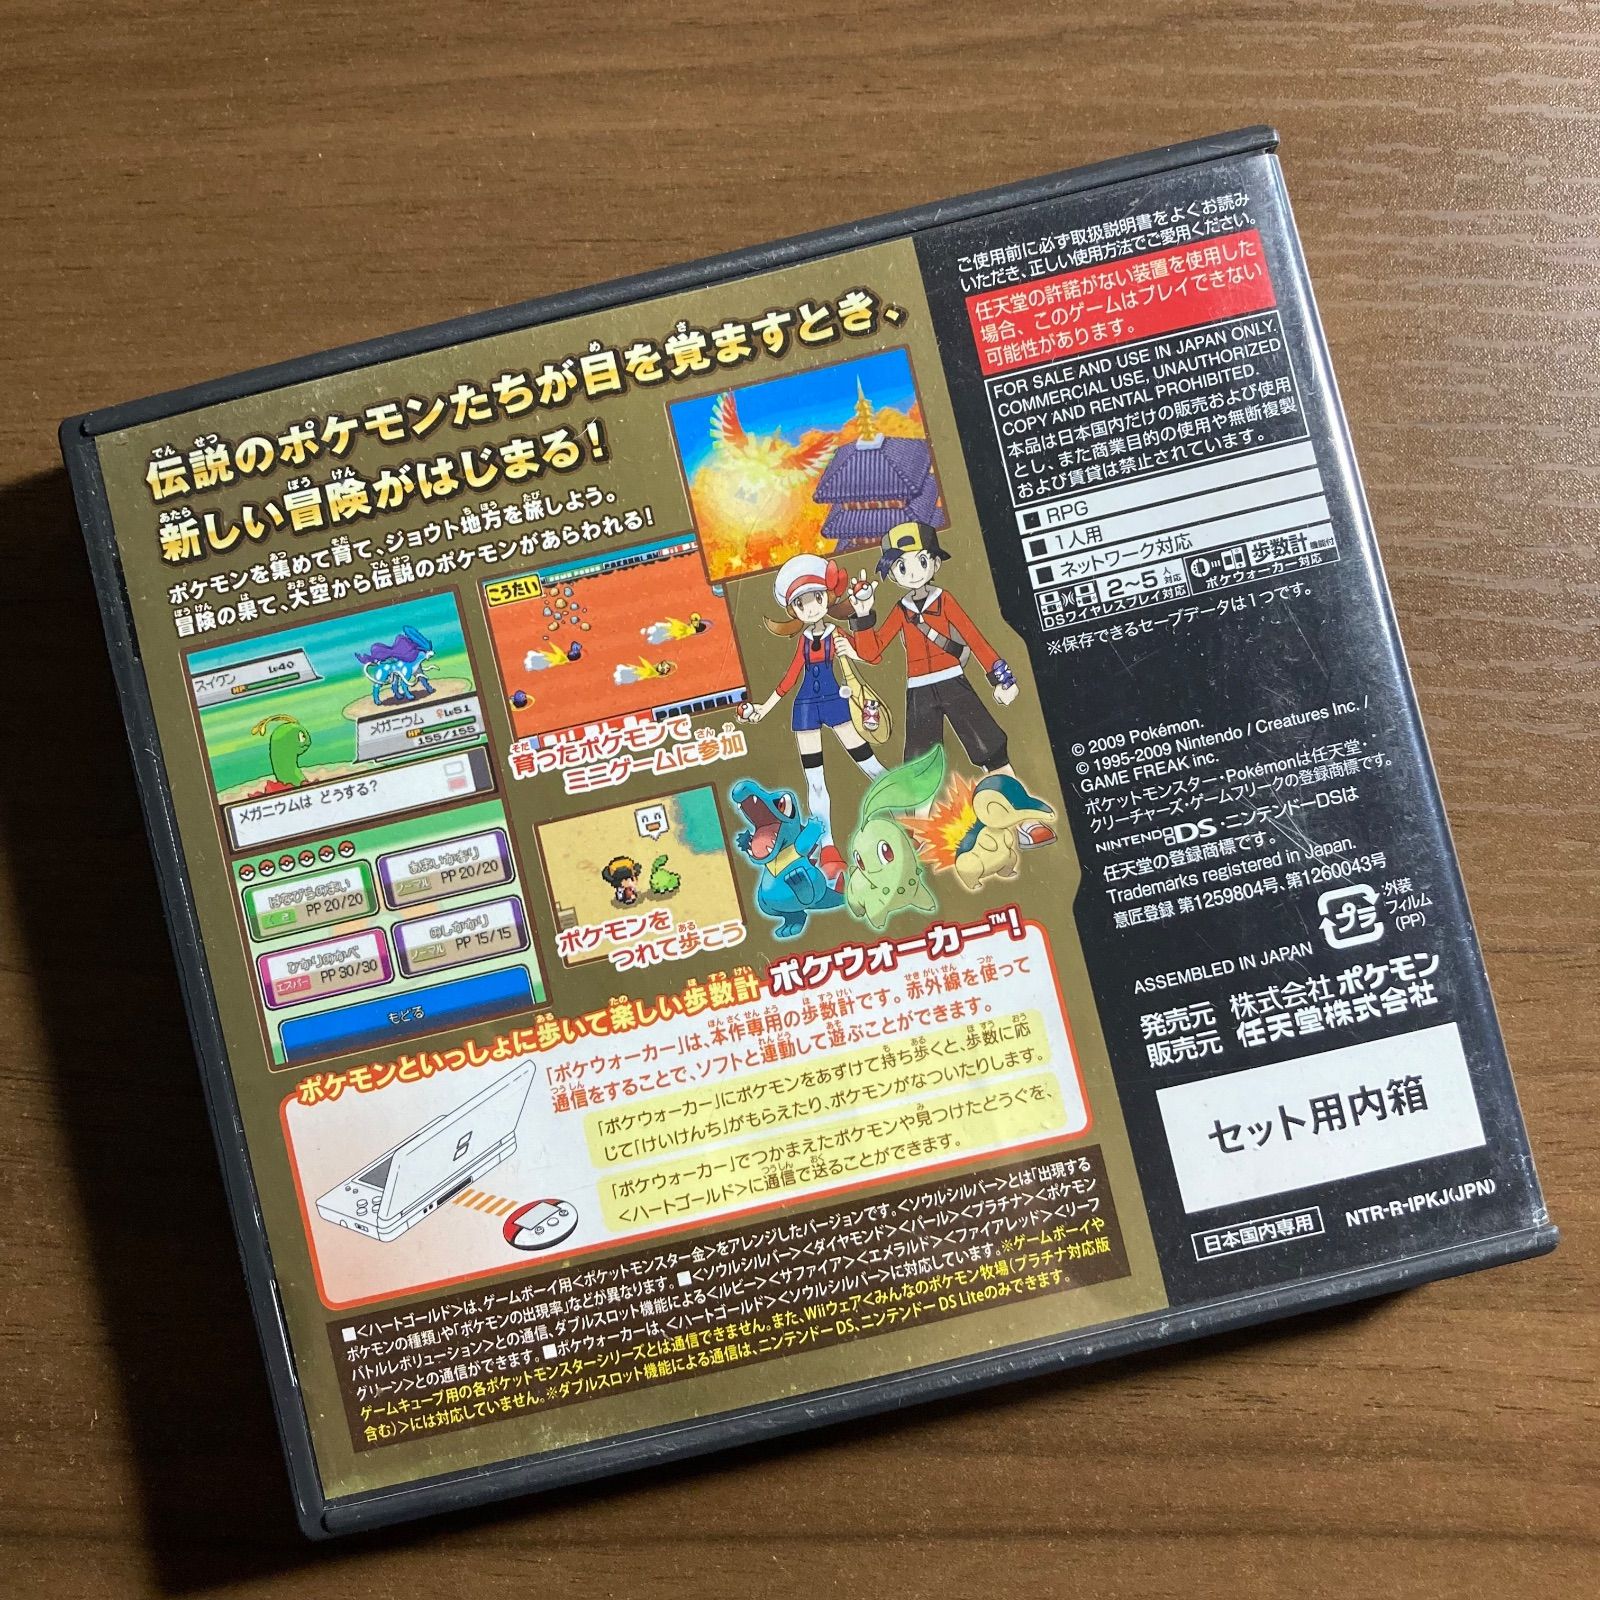 伝説のポケモンたちが目を覚ますとき、
新しい冒険がはじまる!
ポケモンを集めて育て、ジョウト地方を旅しよう。
冒険の果て、大空から伝説のポケモンがあらわれる!
スイクン Lv40
HP
メガニウム ♀Lv51
HP
155/155
メガニウムは どうする?
はなびらのまい
くさ PP 20/20
あまいかおり
ノーマル PP 20/20
ひかりのかべ
エスパー PP 30/30
のしかかり
ノーマル PP 15/15
もどる
こうたい
育ったポケモンで
ミニゲームに参加
ポケモンを
つれて歩こう
ポケモンといっしょに歩いて楽しい歩数計 ポケウォーカー™!
「ポケウォーカー」は、本作専用の歩数計です。赤外線を使って
通信をすることで、ソフトと連動して遊ぶことができます。
「ポケウォーカー」にポケモンをあずけて持ち歩くと、歩数に応
じて「けいけんち」がもらえたり、ポケモンがなついたりします。
「ポケウォーカー」でつかまえたポケモンや見つけたどうぐを、
<ハートゴールド>に通信で送ることができます。
■<ハートゴールド>は、ゲームボーイ用<ポケットモンスター金>をアレンジしたバージョンです。<ソウルシルバー>とは「出現する
ポケモンの種類」や「ポケモンの出現率」などが異なります。■<ソウルシルバー><ダイヤモンド><パール><プラチナ><ポケモン
バトルレボリューション>との通信、ダブルスロット機能による<ルビー><サファイア><エメラルド><ファイアレッド><リーフ
グリーン>との通信ができます。■ポケウォーカーは、<ハートゴールド><ソウルシルバー>に対応しています。※ゲームボーイや
ゲームキューブ用の各ポケットモンスターシリーズとは通信できません。また、Wiiウェア<みんなのポケモン牧場(プラチナ対応版
含む)>には対応していません。※ダブルスロット機能による通信は、ニンテンドーDS、ニンテンドーDS Liteのみでできます。
ご使用前に必ず取扱説明書をよくお読み
いただき、正しい使用方法でご愛用ください。
任天堂の許諾がない装置を使用した
場合、このゲームはプレイできない
可能性があります。
FOR SALE AND USE IN JAPAN ONLY.
COMMERCIAL USE, UNAUTHORIZED
COPY AND RENTAL PROHIBITED.
本品は日本国内だけの販売および使用
とし、また商業目的の使用や無断複製
および賃貸は禁止されています。
■ RPG
■ 1人用
■ ネットワーク対応
2〜5人対応
DSワイヤレスプレイ対応
歩数計機能付
ポケウォーカー対応
※保存できるセーブデータは1つです。
© 2009 Pokémon.
© 1995-2009 Nintendo / Creatures Inc. /
GAME FREAK inc.
ポケットモンスター・Pokémonは任天堂・
クリーチャーズ・ゲームフリークの登録商標です。
NINTENDO DS・ニンテンドーDSは
任天堂の登録商標です。
Trademarks registered in Japan.
意匠登録 第1259804号、第1260043号
プラ
外装
フィルム
(PP)
ASSEMBLED IN JAPAN
発売元 株式会社 ポケモン
販売元 任天堂株式会社
セット用内箱
日本国内専用
NTR-R-IPKJ(JPN)